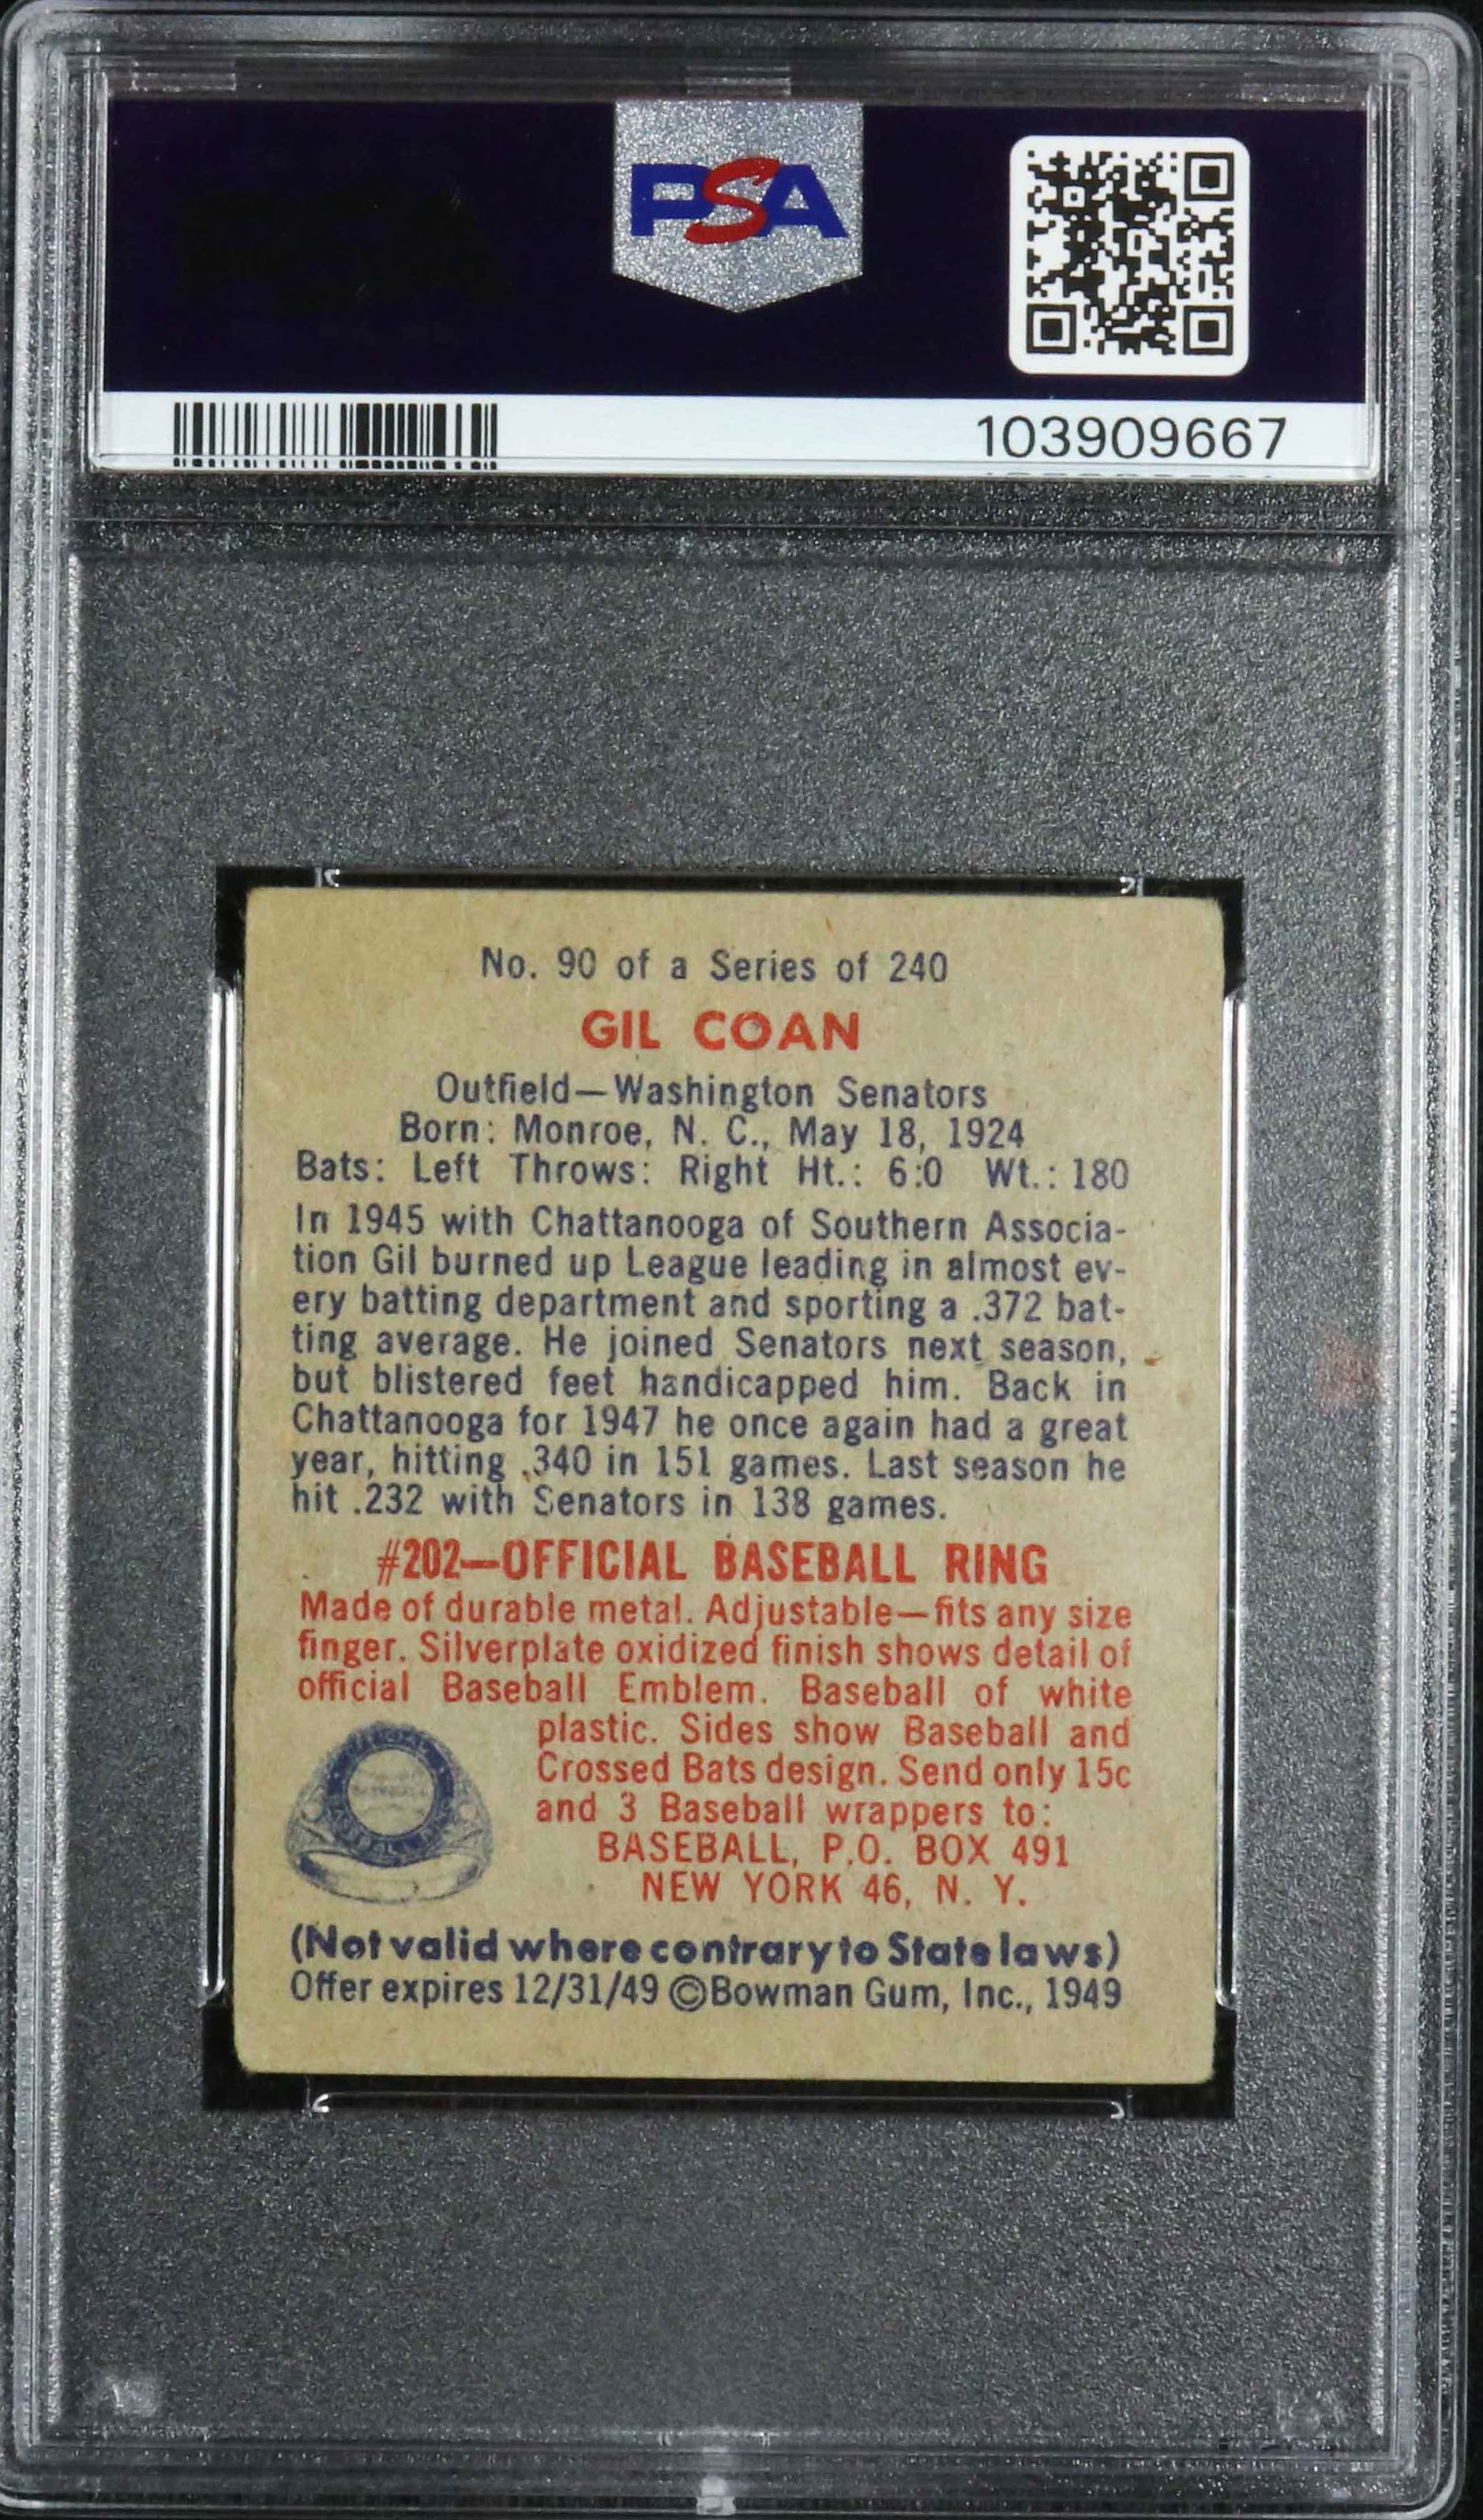 PSA
103909667
No. 90 of a Series of 240
GIL COAN
Outfield—Washington Senators
Born: Monroe, N. C., May 18, 1924
Bats: Left Throws: Right Ht.: 6:0 Wt.: 180
In 1945 with Chattanooga of Southern Associa-
tion Gil burned up League leading in almost ev-
ery batting department and sporting a .372 bat-
ting average. He joined Senators next season,
but blistered feet handicapped him. Back in
Chattanooga for 1947 he once again had a great
year, hitting .340 in 151 games. Last season he
hit .232 with Senators in 138 games.
#202—OFFICIAL BASEBALL RING
Made of durable metal. Adjustable—fits any size
finger. Silverplate oxidized finish shows detail of
official Baseball Emblem. Baseball of white
plastic. Sides show Baseball and
Crossed Bats design. Send only 15c
and 3 Baseball wrappers to:
BASEBALL, P.O. BOX 491
NEW YORK 46, N. Y.
(Not valid where contrary to State laws)
Offer expires 12/31/49 ©Bowman Gum, Inc., 1949